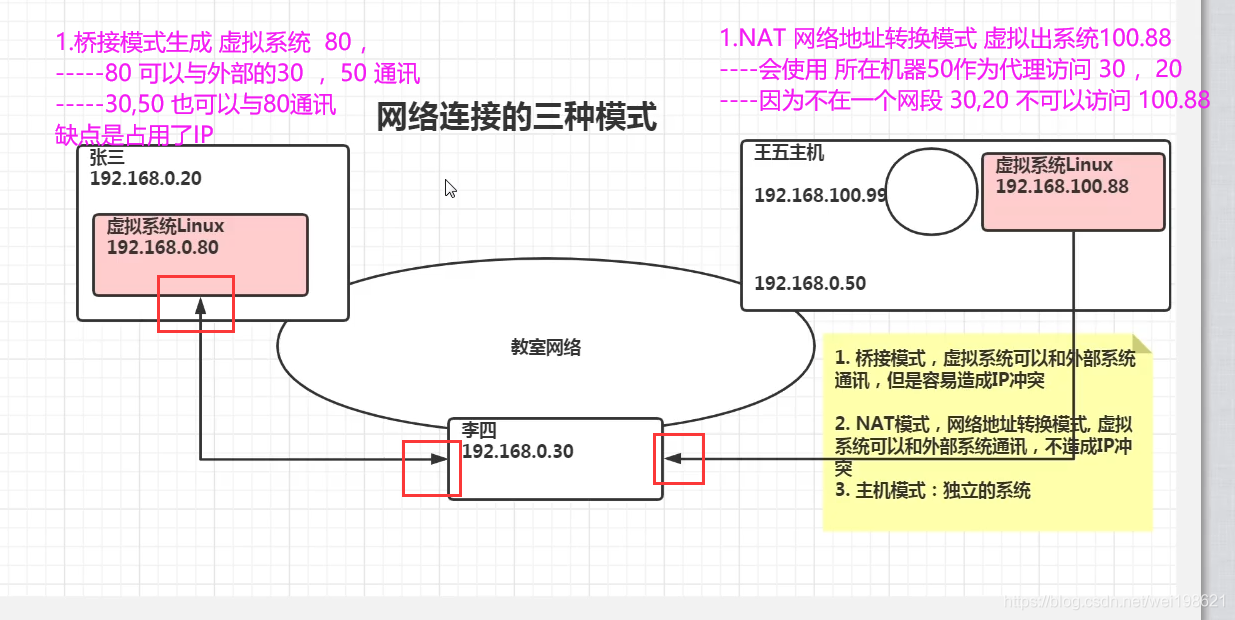 1.桥接模式生成 虚拟系统 80，
-----80 可以与外部的30 ，50 通讯
-----30,50 也可以与80通讯
缺点是占用了IP
1.NAT 网络地址转换模式 虚拟出系统100.88
----会使用 所在机器50作为代理访问 30 ，20
----因为不在一个网段 30,20 不可以访问 100.88
网络连接的三种模式
张三
192.168.0.20
虚拟系统Linux
192.168.0.80
王五主机
192.168.100.99
192.168.0.50
虚拟系统Linux
192.168.100.88
教室网络
李四
192.168.0.30
1. 桥接模式，虚拟系统可以和外部系统
通讯，但是容易造成IP冲突
2. NAT模式，网络地址转换模式, 虚拟
系统可以和外部系统通讯，不造成IP冲
突
3. 主机模式：独立的系统
https://blog.csdn.net/wei198621